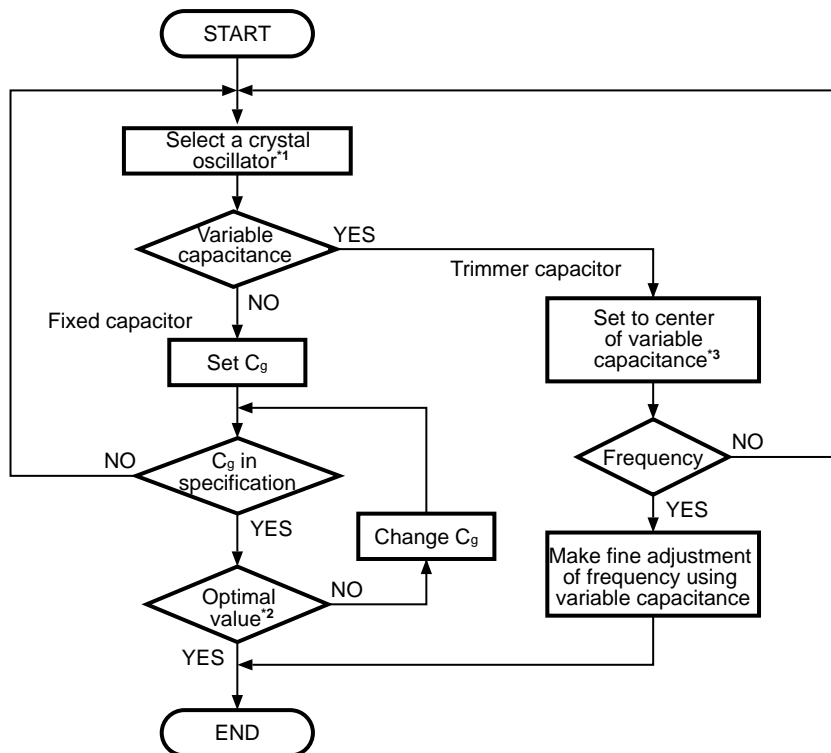 START
Select a crystal
oscillator*1
Variable
capacitance
YES
Trimmer capacitor
NO
Fixed capacitor
Set Cg
Set to center
of variable
capacitance*3
Cg in
specification
NO
YES
Frequency
NO
YES
Change Cg
Make fine adjustment
of frequency using
variable capacitance
Optimal
value*2
NO
YES
END